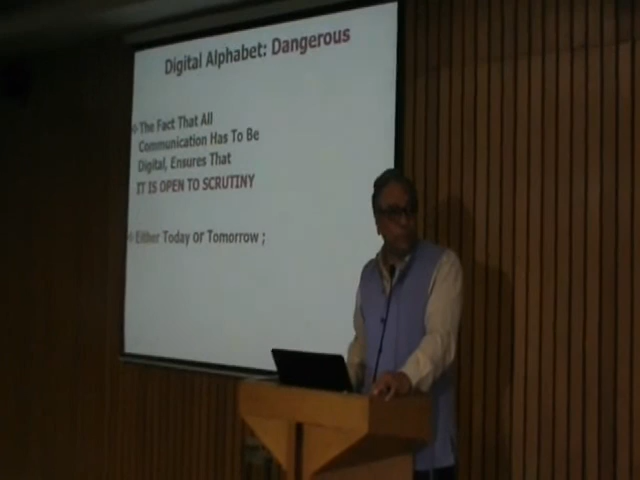 Digital Alphabet: Dangerous
The Fact That All
Communication Has To Be
Digital, Ensures That
IT IS OPEN TO SCRUTINY
Either Today or Tomorrow ;